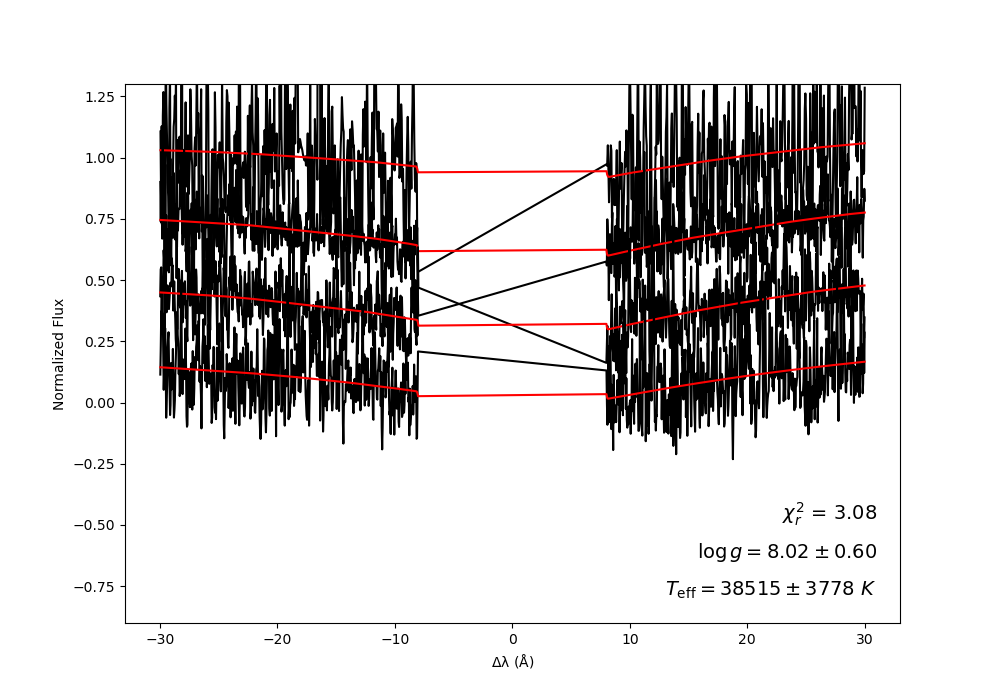 1.25
1.00
0.75
0.50
0.25
0.00
−0.25
−0.50
−0.75
Normalized Flux
χ²ᵣ = 3.08
log g = 8.02 ± 0.60
T_eff = 38515 ± 3778 K
−30 −20 −10 0 10 20 30
Δλ (Å)